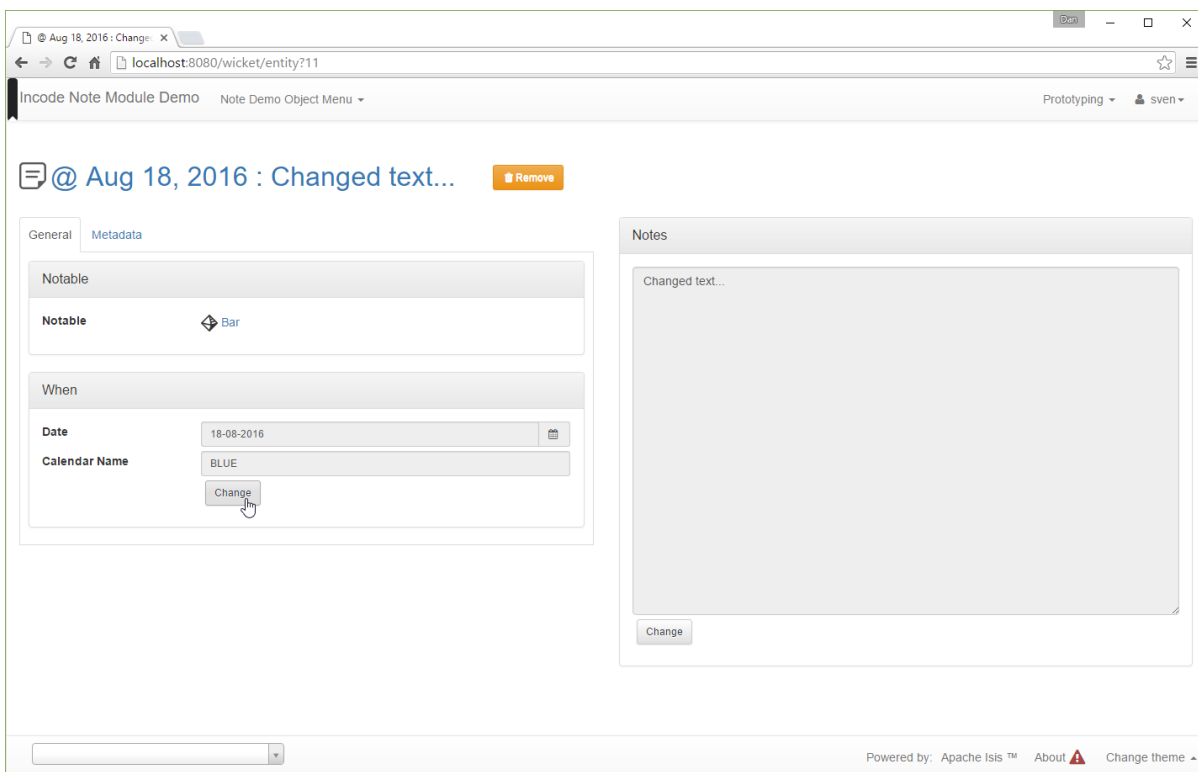 Dan
@ Aug 18, 2016 : Change
localhost:8080/wicket/entity?11
Incode Note Module Demo Note Demo Object Menu Prototyping sven
@ Aug 18, 2016 : Changed text... Remove
General Metadata
Notable
Notable Bar
When
Date 18-08-2016
Calendar Name BLUE
Change
Notes
Changed text...
Change
Powered by: Apache Isis ™ About Change theme